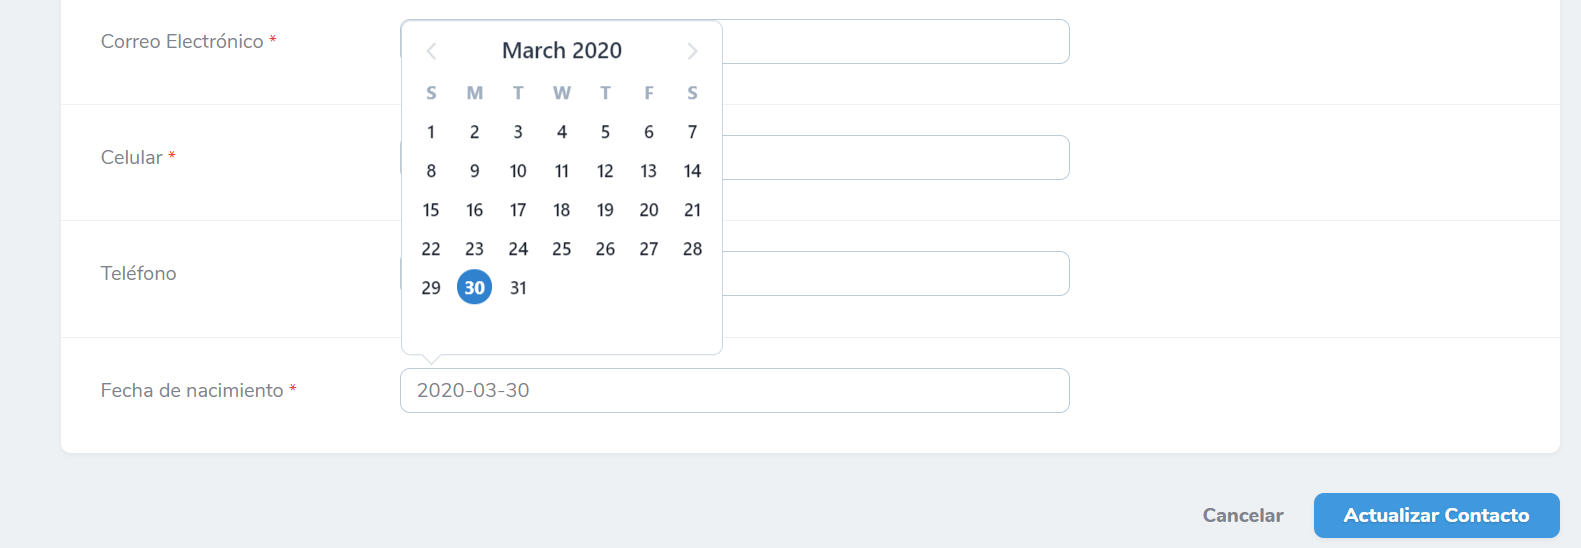 Correo Electrónico *
March 2020
S M T W T F S
1 2 3 4 5 6 7
8 9 10 11 12 13 14
15 16 17 18 19 20 21
22 23 24 25 26 27 28
29 30 31
Celular *
Teléfono
Fecha de nacimiento *
2020-03-30
Cancelar
Actualizar Contacto